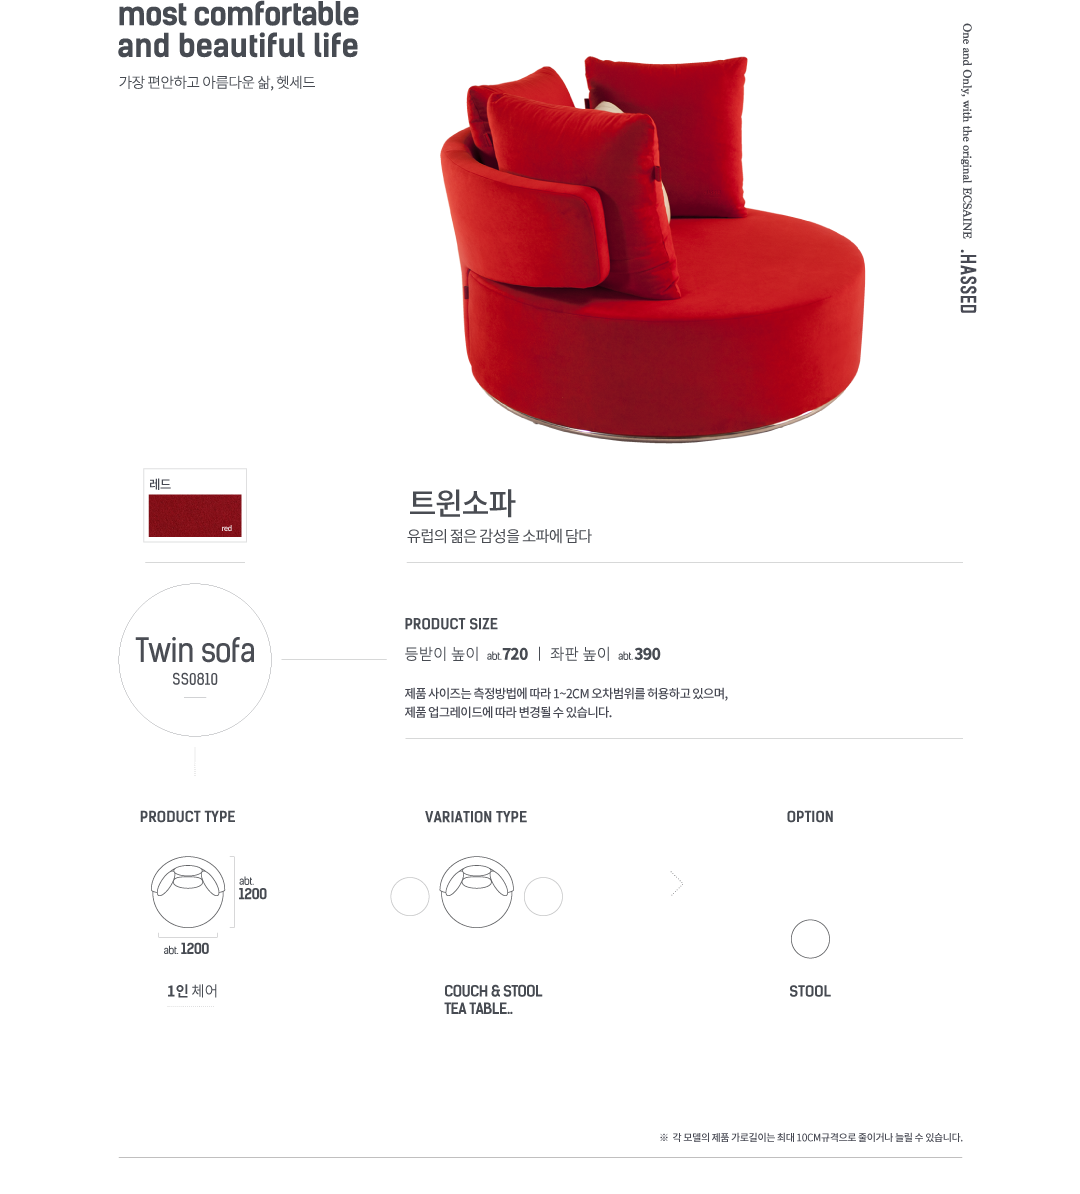 most comfortable
and beautiful life
가장 편안하고 아름다운 삶, 헷세드
One and Only, with the original ECSAINE .HASSED
레드
red
트윈소파
유럽의 젊은 감성을 소파에 담다
Twin sofa
SS0810
PRODUCT SIZE
등받이 높이 abt.720 | 좌판 높이 abt.390
제품 사이즈는 측정방법에 따라 1~2CM 오차범위를 허용하고 있으며,
제품 업그레이드에 따라 변경될 수 있습니다.
PRODUCT TYPE
abt.
1200
abt. 1200
1인 체어
VARIATION TYPE
COUCH & STOOL
TEA TABLE..
OPTION
STOOL
※ 각 모델의 제품 가로길이는 최대 10CM규격으로 줄이거나 늘릴 수 있습니다.